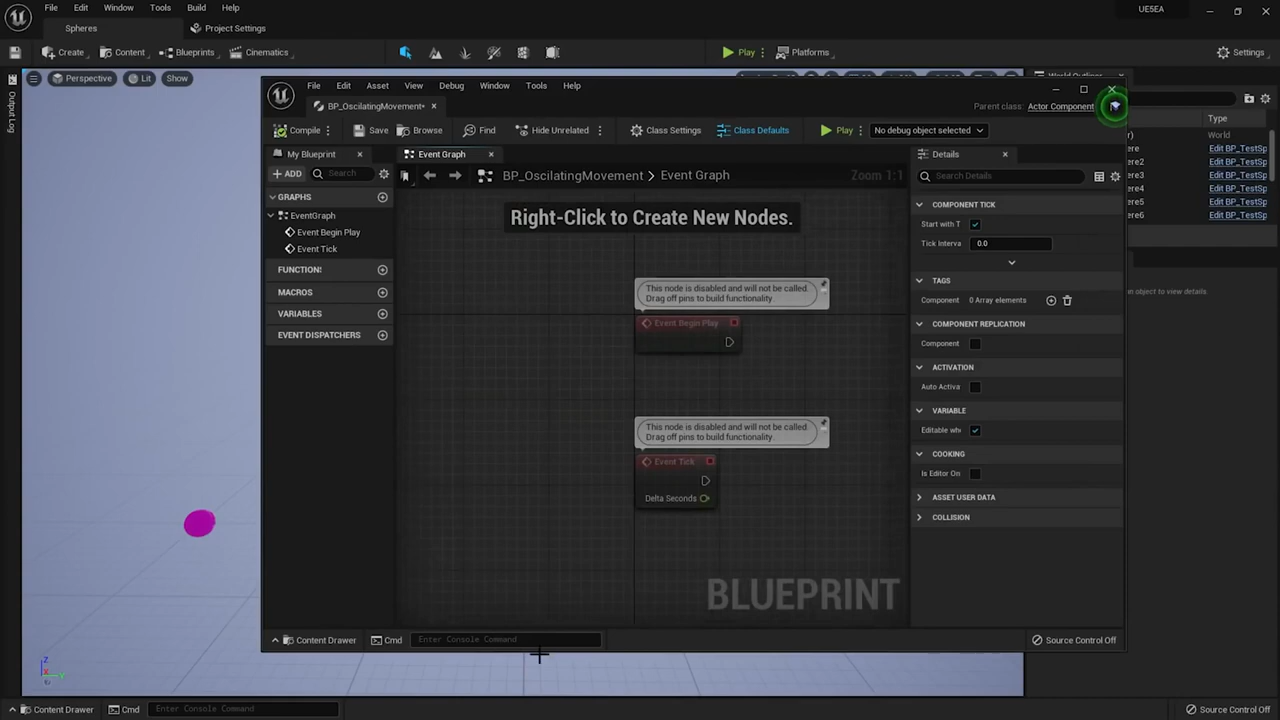 File Edit Window Tools Build Help UE5EA
Spheres Project Settings
Create Content Blueprints Cinematics Play Platforms Settings
Perspective Lit Show
Output Log
File Edit Asset View Debug Window Tools Help
BP_OscilatingMovement* Parent class: Actor Component
Compile Save Browse Find Hide Unrelated Class Settings Class Defaults Play No debug object selected
My Blueprint Event Graph Details
ADD Search BP_OscilatingMovement > Event Graph Zoom 1:1 Search Details
GRAPHS
EventGraph
Event Begin Play
Event Tick
FUNCTION:
MACROS
VARIABLES
EVENT DISPATCHERS
Right-Click to Create New Nodes.
This node is disabled and will not be called.
Drag off pins to build functionality.
Event Begin Play
This node is disabled and will not be called.
Drag off pins to build functionality.
Event Tick
Delta Seconds
BLUEPRINT
COMPONENT TICK
Start with T
Tick Interva 0.0
TAGS
Component 0 Array elements
COMPONENT REPLICATION
Component
ACTIVATION
Auto Activa
VARIABLE
Editable whe
COOKING
Is Editor On
ASSET USER DATA
COLLISION
Type
World
ere Edit BP_TestSp
ere2 Edit BP_TestSp
ere3 Edit BP_TestSp
ere4 Edit BP_TestSp
ere5 Edit BP_TestSp
ere6 Edit BP_TestSp
an object to view details.
Content Drawer Cmd Enter Console Command Source Control Off
Z
X Y
Content Drawer Cmd Enter Console Command Source Control Off